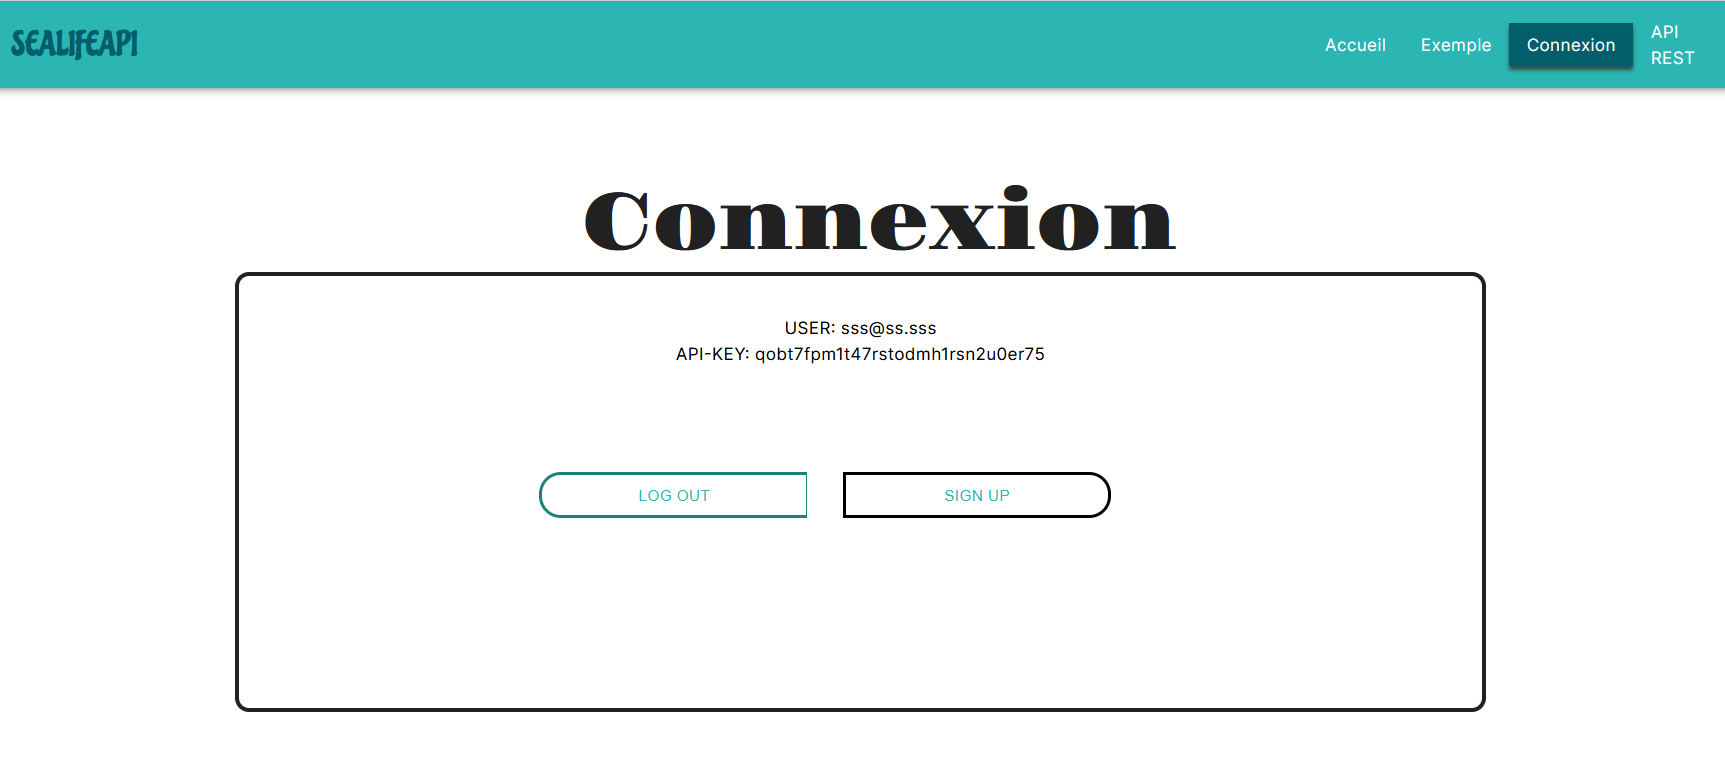 SEALIFEAPI
Accueil
Exemple
Connexion
API
REST
Connexion
USER: sss@ss.sss
API-KEY: qobt7fpm1t47rstodmh1rsn2u0er75
LOG OUT
SIGN UP